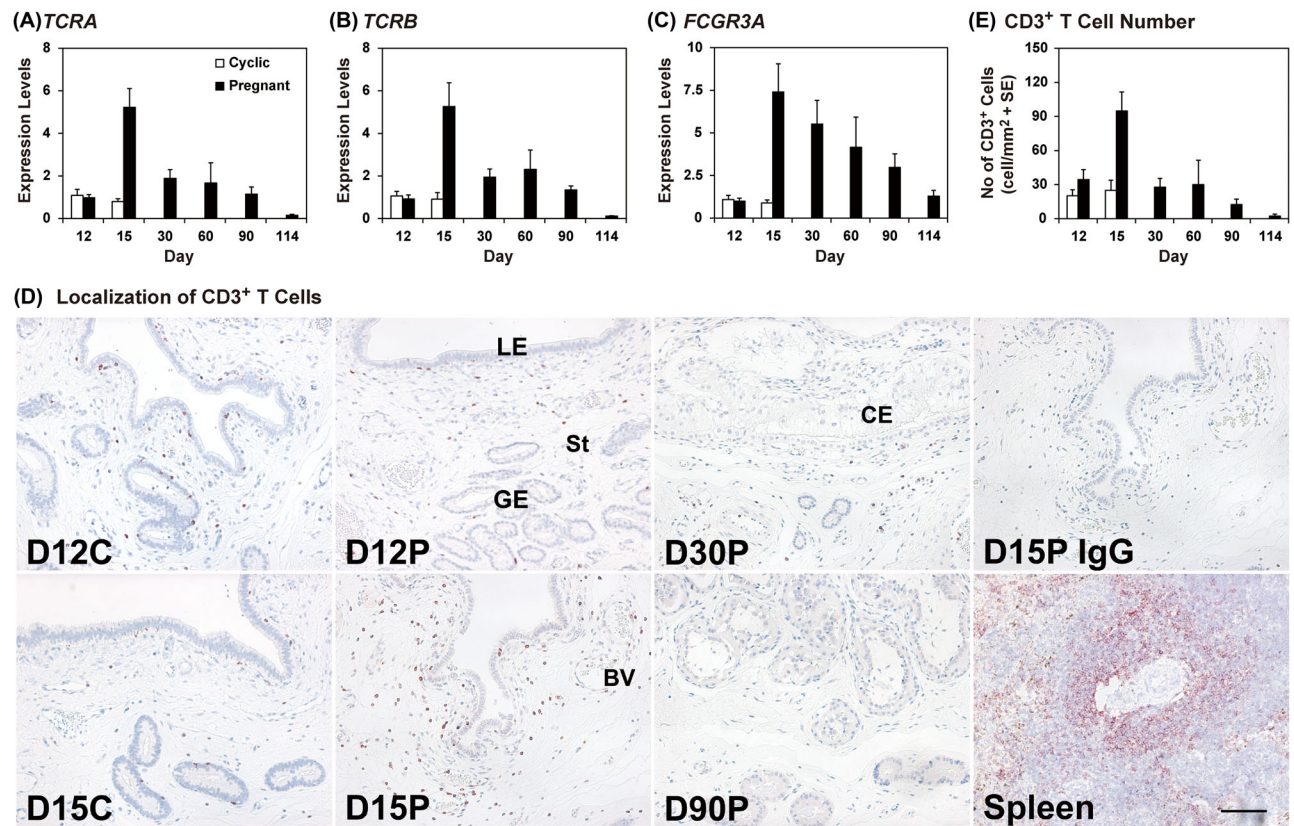 (A) TCRA
(B) TCRB
(C) FCGR3A
(E) CD3+ T Cell Number
Expression Levels
8
6
4
2
0
Cyclic
Pregnant
12 15 30 60 90 114
Day
Expression Levels
8
6
4
2
0
12 15 30 60 90 114
Day
Expression Levels
10
7.5
5
2.5
0
12 15 30 60 90 114
Day
No of CD3+ Cells
(cell/mm2 + SE)
150
120
90
60
30
0
12 15 30 60 90 114
Day
(D) Localization of CD3+ T Cells
D12C
LE
St
GE
D12P
CE
D30P
D15P IgG
D15C
BV
D15P
D90P
Spleen